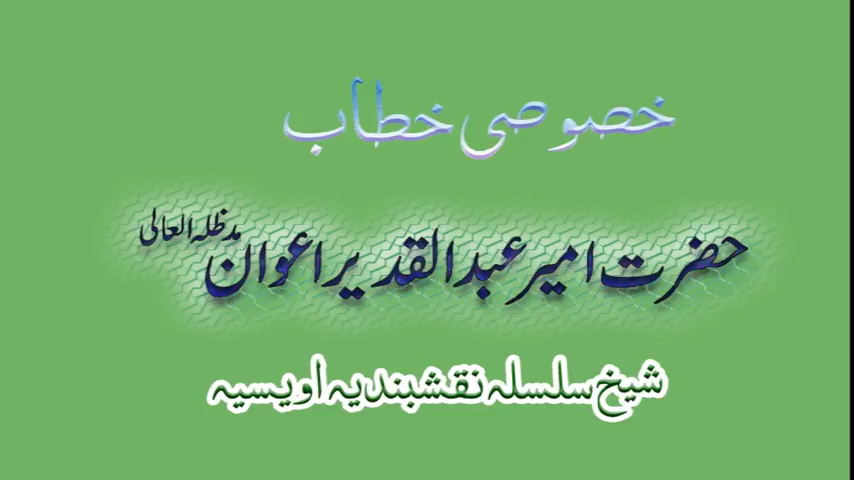 خصوصی خطاب
حضرت امیر عبدالقدیر اعوان مدظلہ العالی
شیخ سلسلہ نقشبندیہ اویسیہ